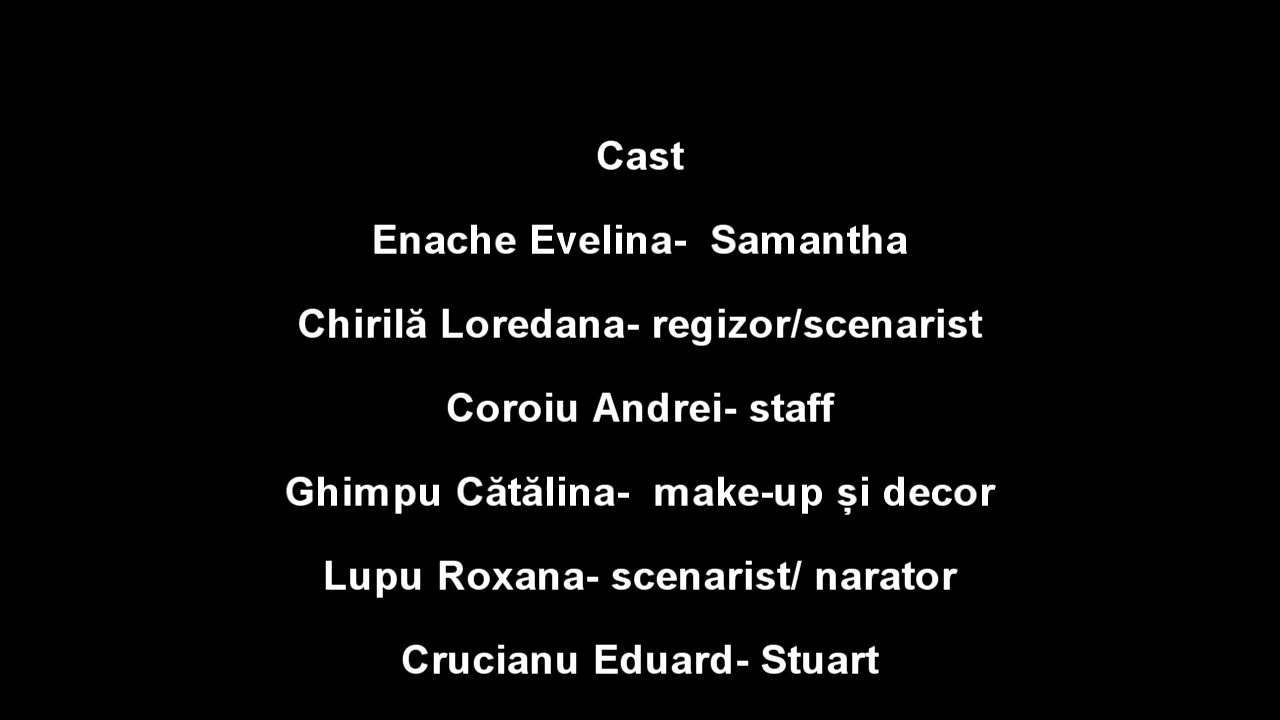 Cast
Enache Evelina-  Samantha
Chirilă Loredana- regizor/scenarist
Coroiu Andrei- staff
Ghimpu Cătălina-  make-up și decor
Lupu Roxana- scenarist/ narator
Crucianu Eduard- Stuart